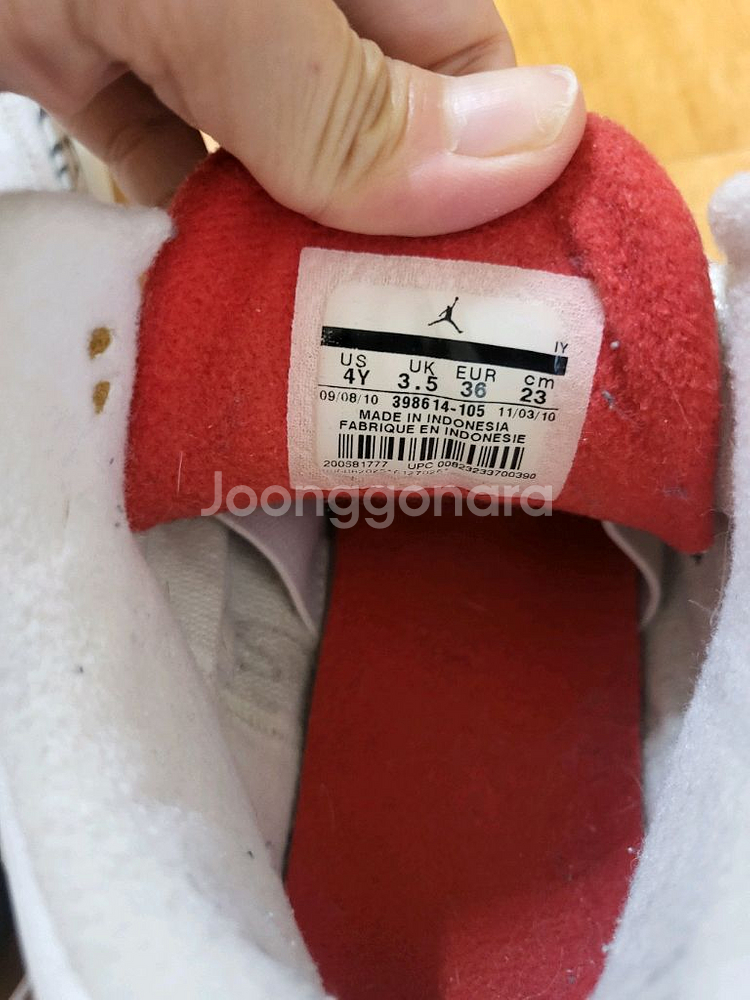 IY
US UK EUR cm
4Y 3.5 36 23
09/08/10 398614-105 11/03/10
MADE IN INDONESIA
FABRIQUE EN INDONESIE
200581777 UPC 00823233700390
Joonggonara